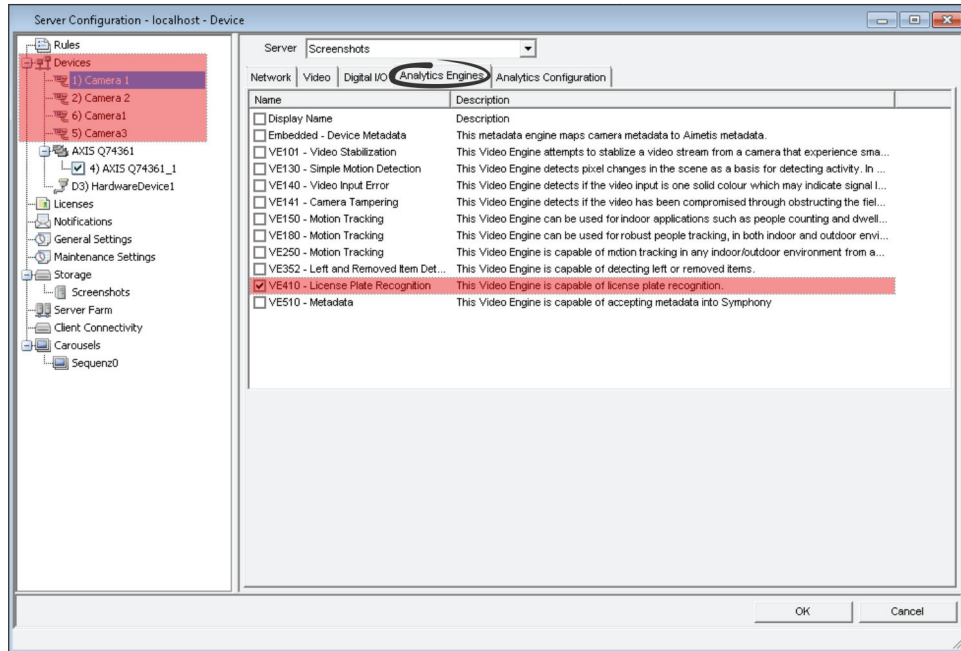 Server Configuration - localhost - Device
Rules
Devices
1) Camera 1
2) Camera 2
6) Camera1
5) Camera3
AXIS Q74361
4) AXIS Q74361_1
D3) HardwareDevice1
Licenses
Notifications
General Settings
Maintenance Settings
Storage
Screenshots
Server Farm
Client Connectivity
Carousels
Sequenz0
Server Screenshots
Network Video Digital I/O Analytics Engines Analytics Configuration
Name Description
Display Name Description
Embedded - Device Metadata This metadata engine maps camera metadata to Aimetis metadata.
VE101 - Video Stabilization This Video Engine attempts to stablize a video stream from a camera that experience sma...
VE130 - Simple Motion Detection This Video Engine detects pixel changes in the scene as a basis for detecting activity. In ...
VE140 - Video Input Error This Video Engine detects if the video input is one solid colour which may indicate signal l...
VE141 - Camera Tampering This Video Engine detects if the video has been compromised through obstructing the fiel...
VE150 - Motion Tracking This Video Engine can be used for indoor applications such as people counting and dwell...
VE180 - Motion Tracking This Video Engine can be used for robust people tracking, in both indoor and outdoor envi...
VE250 - Motion Tracking This Video Engine is capable of motion tracking in any indoor/outdoor environment from a...
VE352 - Left and Removed Item Det... This Video Engine is capable of detecting left or removed items.
VE410 - License Plate Recognition This Video Engine is capable of license plate recognition.
VE510 - Metadata This Video Engine is capable of accepting metadata into Symphony
OK Cancel